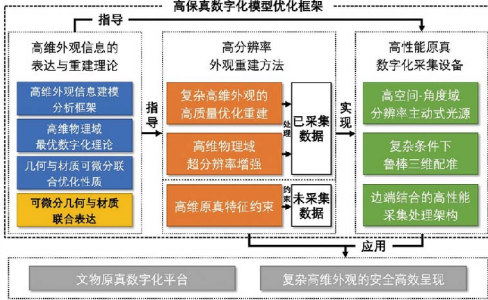 高保真数字化模型优化框架
指导
高维外观信息的
表达与重建理论
高维外观信息建模
分析框架
高维物理域
最优数字化理论
几何与材质可微分联
合优化性质
可微分几何与材质
联合表达
指导
高分辨率
外观重建方法
复杂高维外观的
高质量优化重建
高维物理域
超分辨率增强
处理
已采集
数据
高维原真特征约束
约束
未采集
数据
实现
高性能原真
数字化采集设备
高空间-角度域
分辨率主动式光源
复杂条件下
鲁棒三维配准
边端结合的高性能
采集处理架构
应用
文物原真数字化平台
复杂高维外观的安全高效呈现